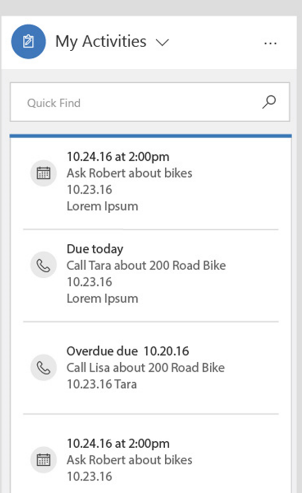 My Activities
...
Quick Find
10.24.16 at 2:00pm
Ask Robert about bikes
10.23.16
Lorem Ipsum
Due today
Call Tara about 200 Road Bike
10.23.16
Lorem Ipsum
Overdue due 10.20.16
Call Lisa about 200 Road Bike
10.23.16 Tara
10.24.16 at 2:00pm
Ask Robert about bikes
10.23.16